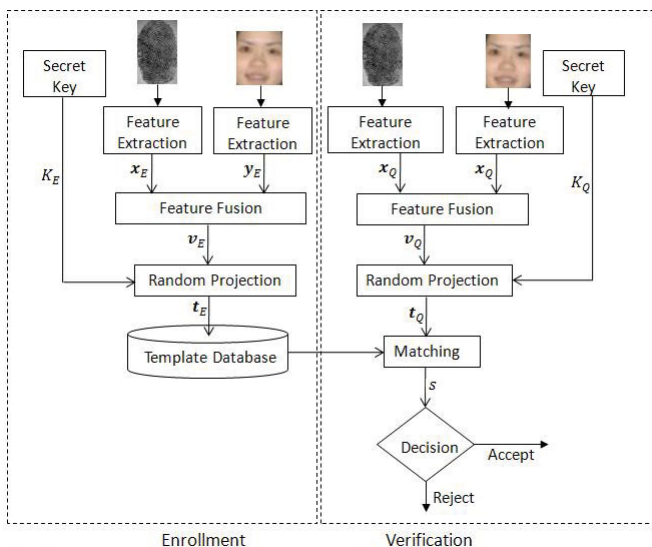 Secret
Key
Feature
Extraction
Feature
Extraction
K_E
x_E
y_E
Feature Fusion
v_E
Random Projection
t_E
Template Database
Enrollment
Feature
Extraction
Feature
Extraction
Secret
Key
x_Q
x_Q
K_Q
Feature Fusion
v_Q
Random Projection
t_Q
Matching
s
Decision
Accept
Reject
Verification